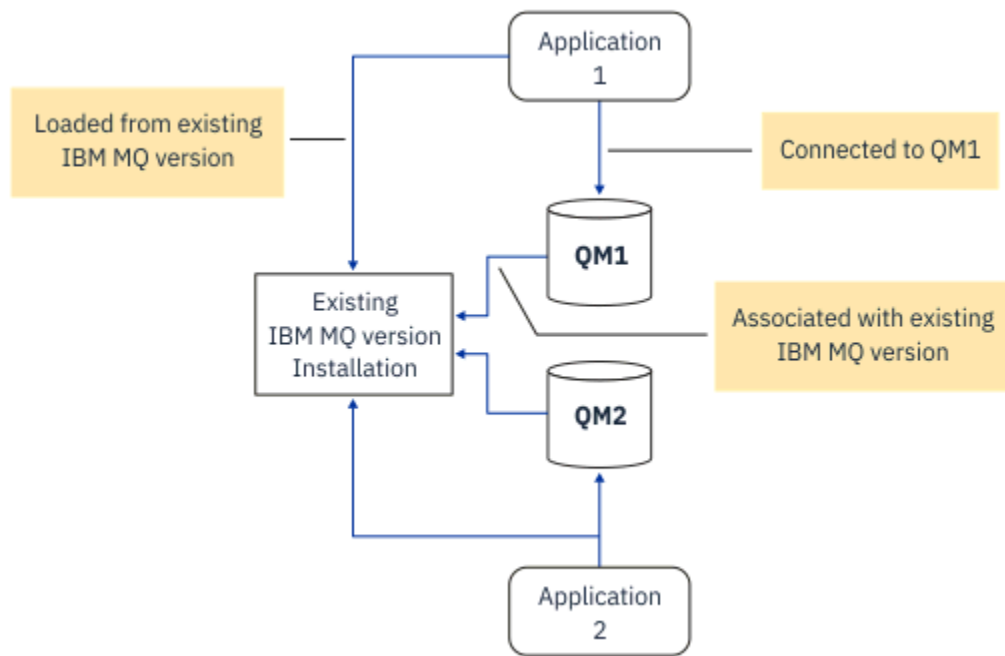 Application
1
Loaded from existing
IBM MQ version
Connected to QM1
QM1
Existing
IBM MQ version
Installation
Associated with existing
IBM MQ version
QM2
Application
2